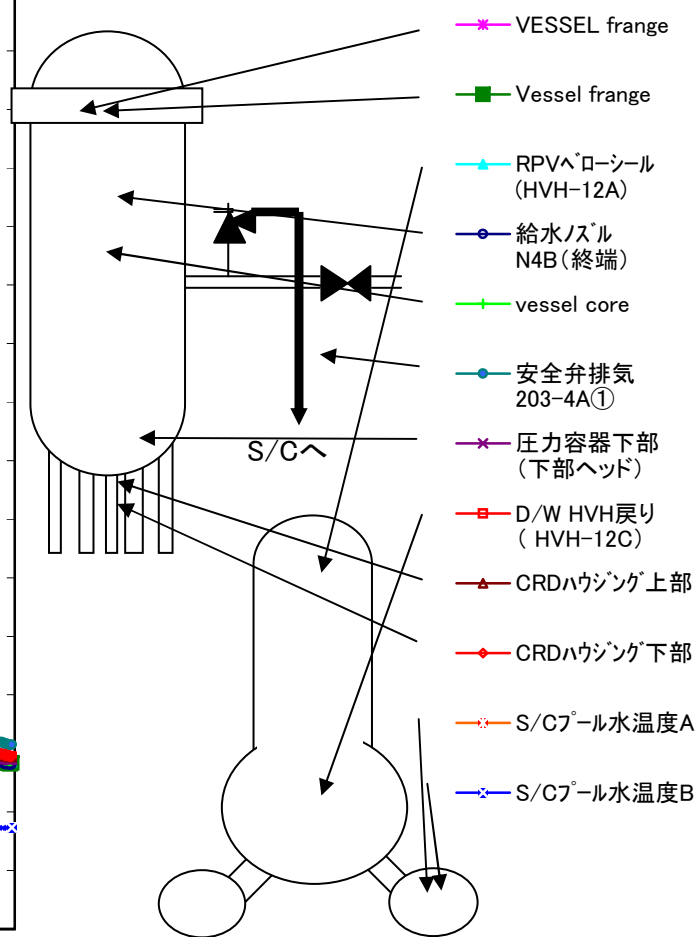 VESSEL frange
Vessel frange
RPVベローシール
(HVH-12A)
給水ノズル
N4B(終端)
vessel core
安全弁排気
203-4A①
S/Cへ
圧力容器下部
(下部ヘッド)
D/W HVH戻り
( HVH-12C)
CRDハウジング上部
CRDハウジング下部
S/Cプール水温度A
S/Cプール水温度B